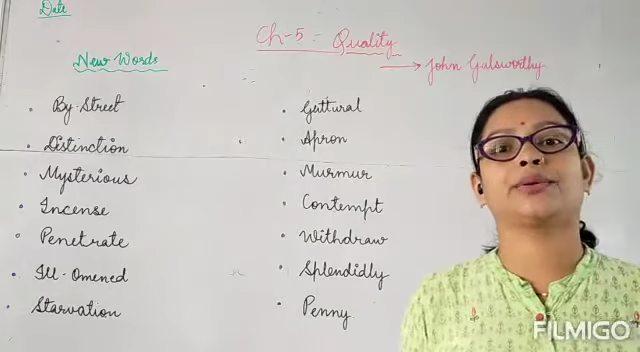 Date
Ch-5 :- Quality
→ John Galsworthy
New Words
• By-Street
• Distinction
• Mysterious
• Incense
• Penetrate
• Ill-Omened
• Starvation
• Guttural
• Apron
• Murmur
• Contempt
• Withdraw
• Splendidly
• Penny
FILMIGO